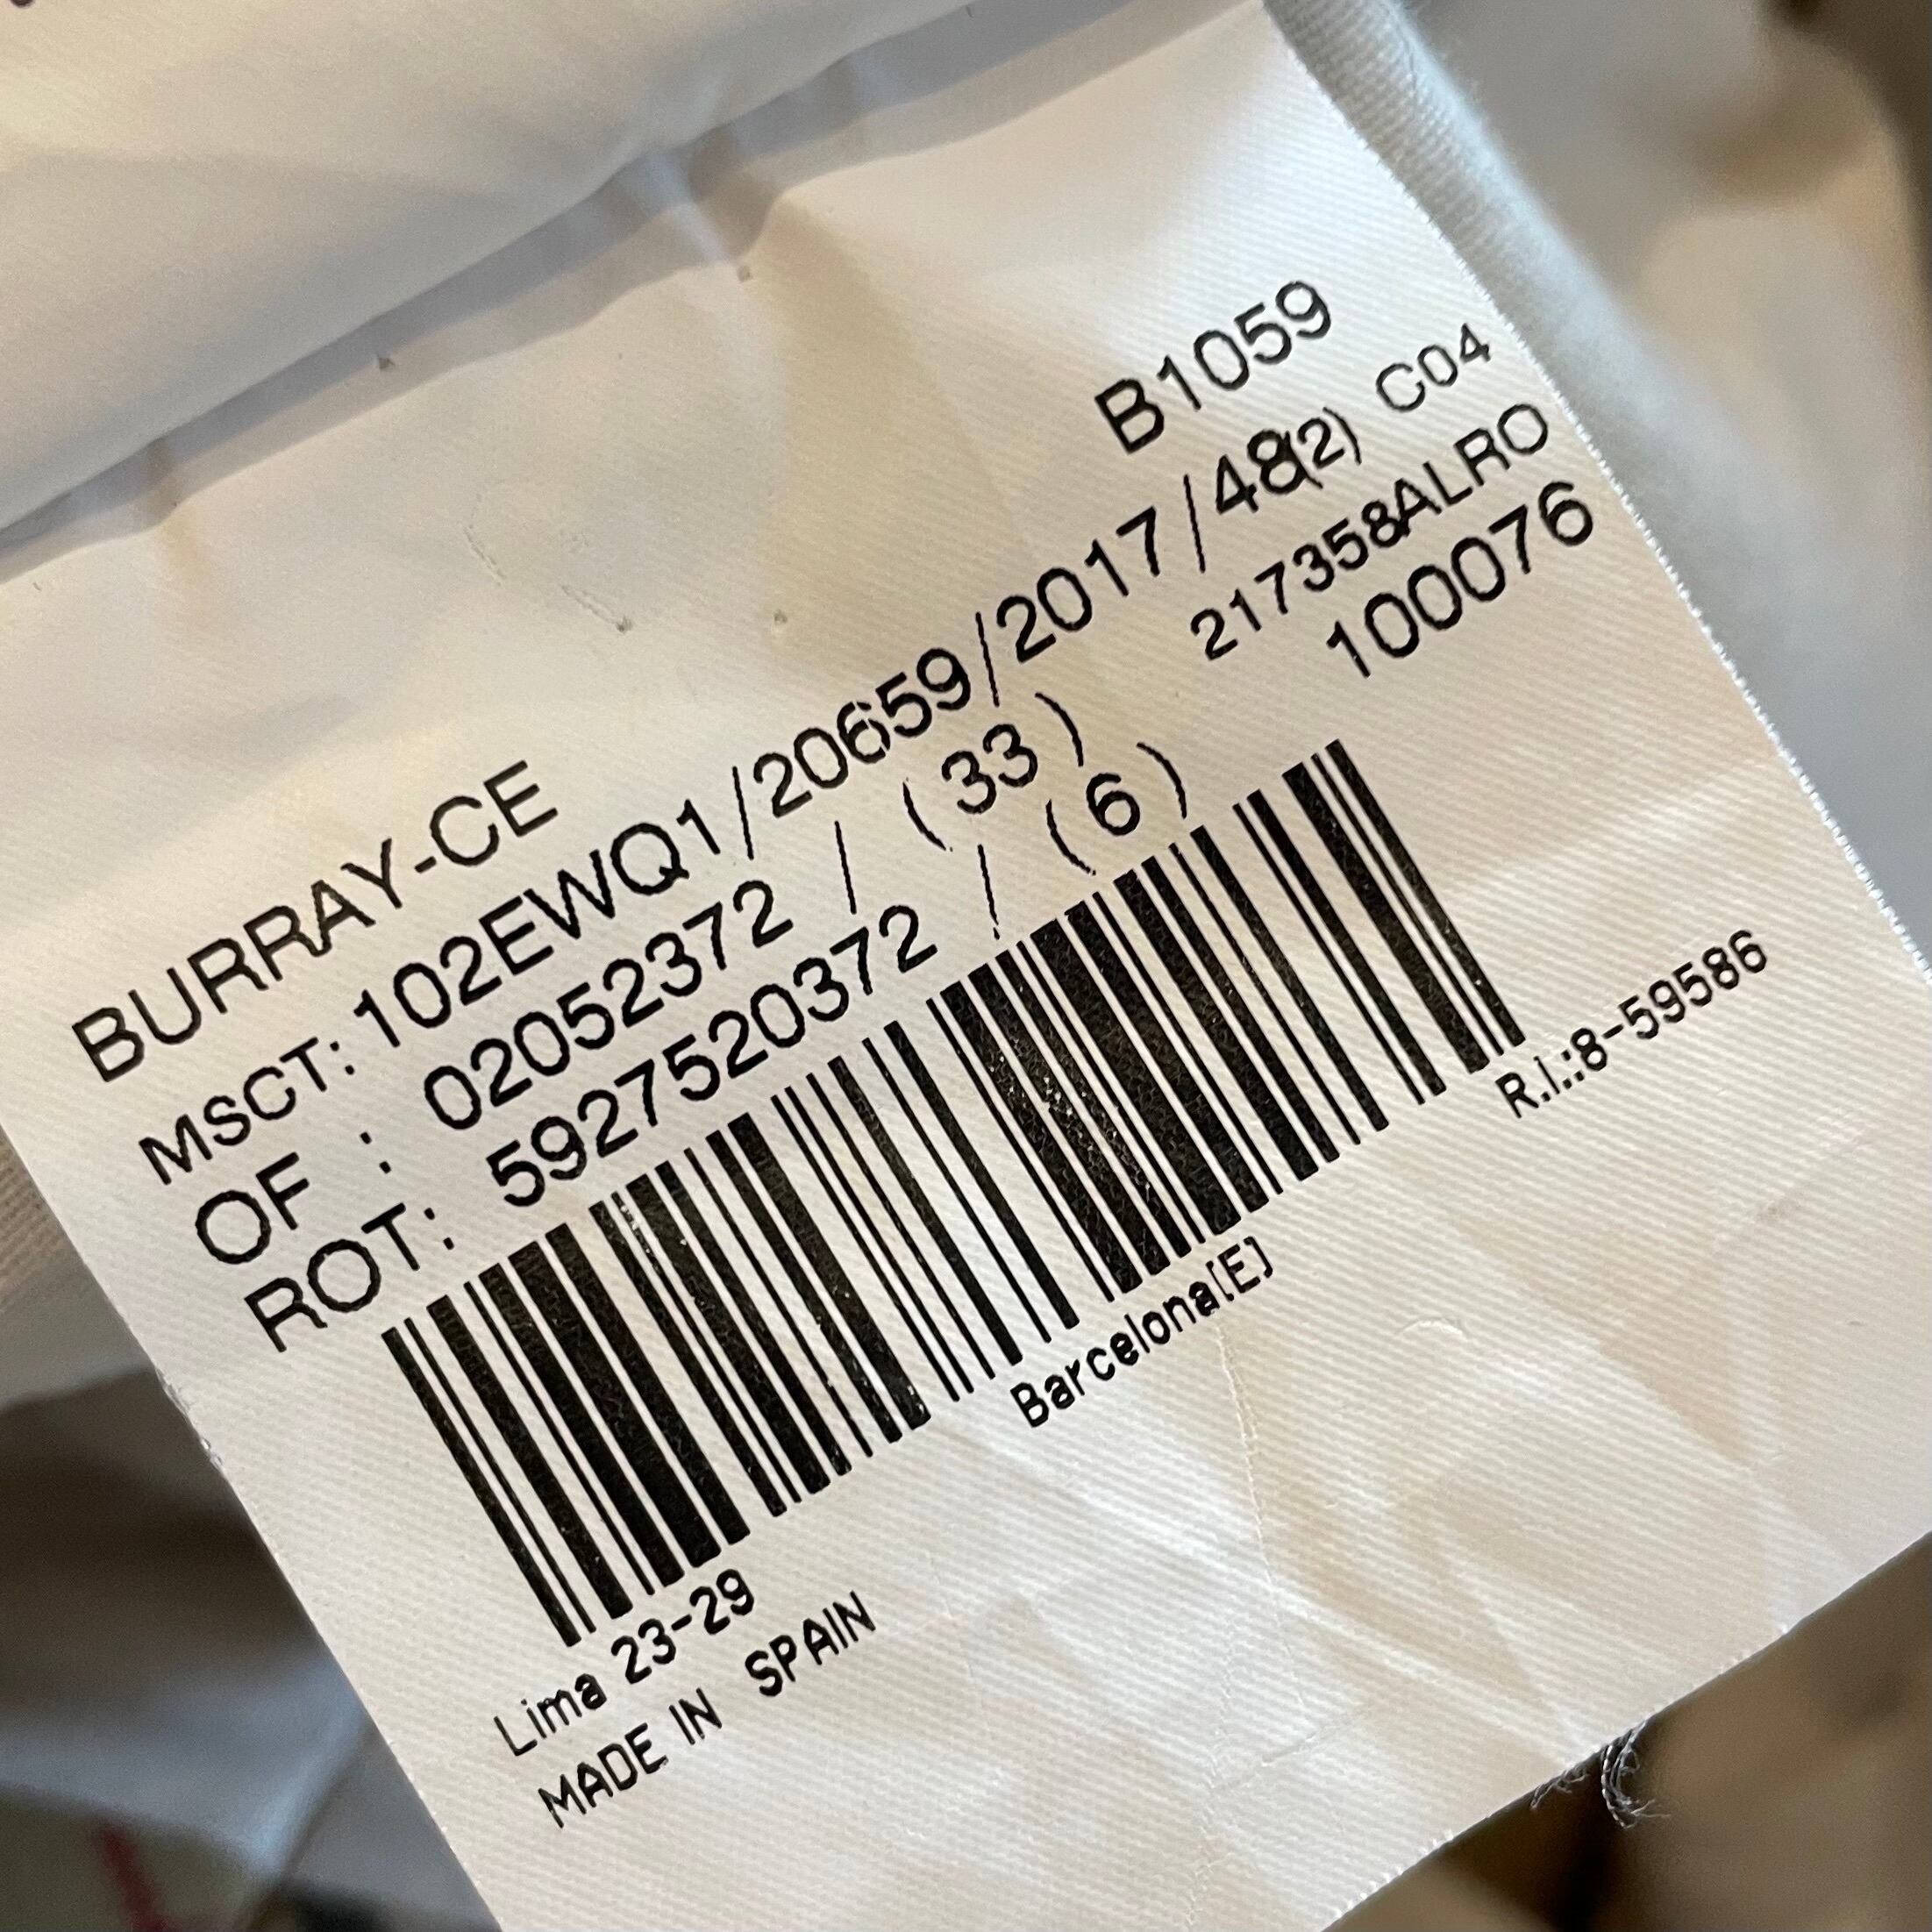 BURRAY-CE B1059
MSCT: 102EWQ1/20659/2017/48(2) C04
OF : 02052372 / (33) 217358ALRO
ROT: 5927520372 / (6) 100076
Lima 23-29 Barcelona(E) R.I.:8-59586
MADE IN SPAIN